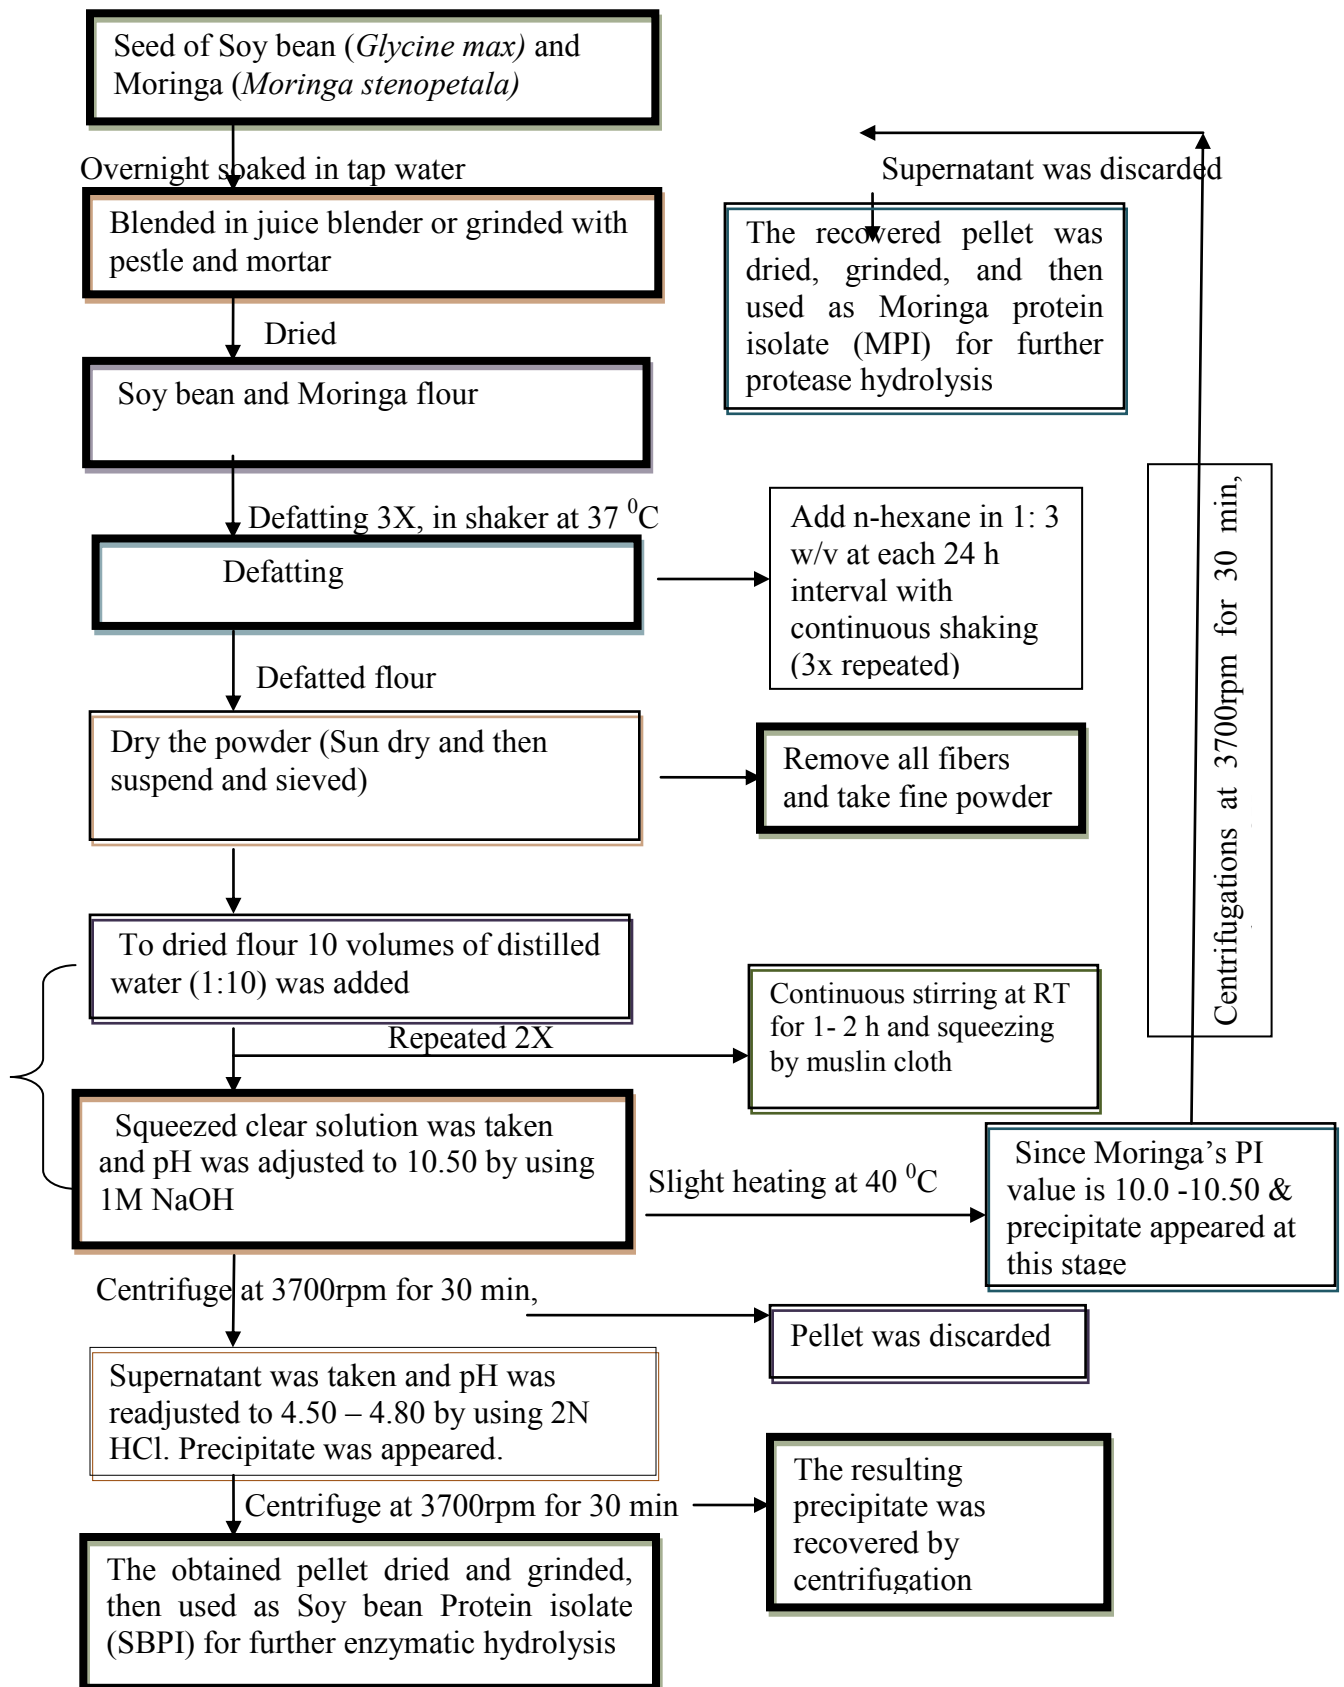 Seed of Soy bean (Glycine max) and
Moringa (Moringa stenopetala)
Overnight soaked in tap water
Blended in juice blender or grinded with
pestle and mortar
Dried
Soy bean and Moringa flour
Defatting 3X, in shaker at 37 ⁰C
Defatting
Add n-hexane in 1: 3
w/v at each 24 h
interval with
continuous shaking
(3x repeated)
Defatted flour
Dry the powder (Sun dry and then
suspend and sieved)
Remove all fibers
and take fine powder
To dried flour 10 volumes of distilled
water (1:10) was added
Repeated 2X
Continuous stirring at RT
for 1- 2 h and squeezing
by muslin cloth
Squeezed clear solution was taken
and pH was adjusted to 10.50 by using
1M NaOH
Slight heating at 40 ⁰C
Since Moringa’s PI
value is 10.0 -10.50 &
precipitate appeared at
this stage
Centrifugations at 3700rpm for 30 min,
Supernatant was discarded
The recovered pellet was
dried, grinded, and then
used as Moringa protein
isolate (MPI) for further
protease hydrolysis
Centrifuge at 3700rpm for 30 min,
Pellet was discarded
Supernatant was taken and pH was
readjusted to 4.50 – 4.80 by using 2N
HCl. Precipitate was appeared.
Centrifuge at 3700rpm for 30 min
The resulting
precipitate was
recovered by
centrifugation
The obtained pellet dried and grinded,
then used as Soy bean Protein isolate
(SBPI) for further enzymatic hydrolysis